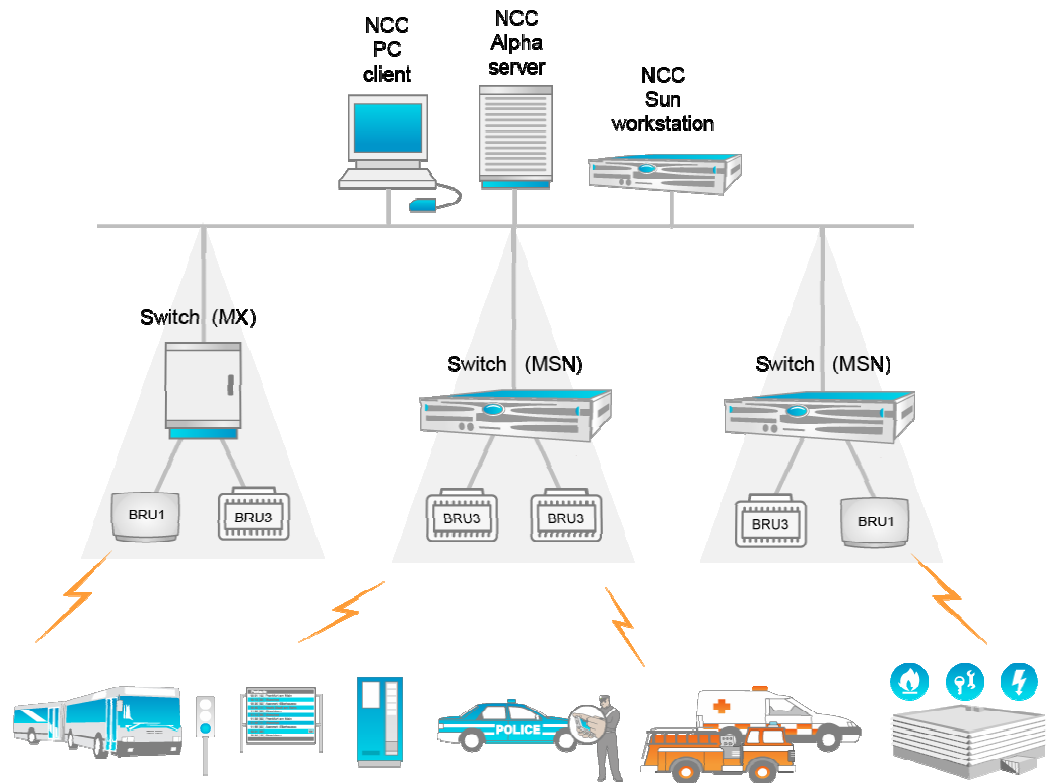 NCC
PC
client
NCC
Alpha
server
NCC
Sun
workstation
Switch (MX)
Switch (MSN)
Switch (MSN)
BRU1
BRU3
BRU3
BRU3
BRU3
BRU1
POLICE